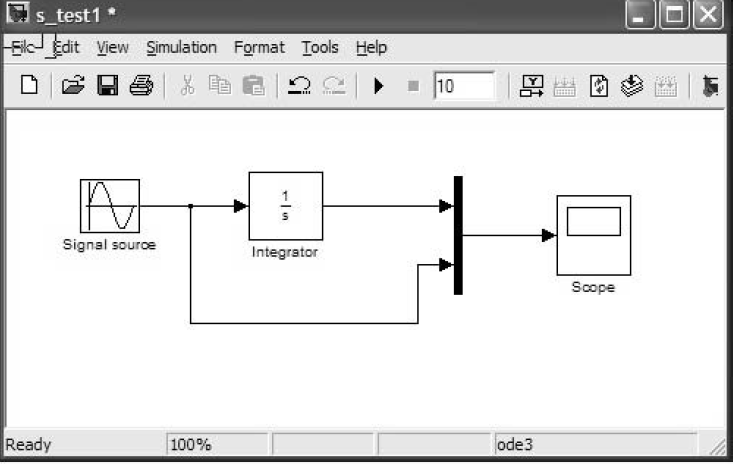 s_test1 *
File Edit View Simulation Format Tools Help
10
Signal source
1
s
Integrator
Scope
Ready 100% ode3